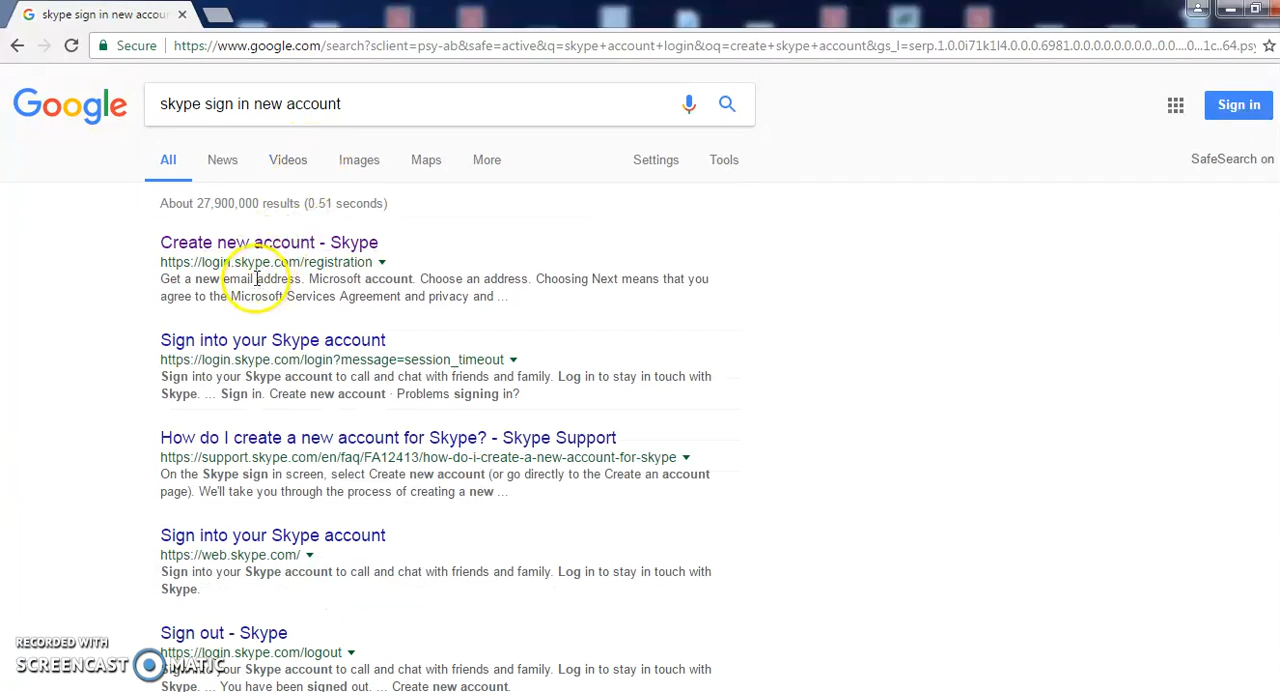 skype sign in new accou
Secure https://www.google.com/search?sclient=psy-ab&safe=active&q=skype+account+login&oq=create+skype+account&gs_l=serp.1.0.0i71k1l4.0.0.0.6981.0.0.0.0.0.0.0.0..0.0....0...1c..64.psy
Google
skype sign in new account
Sign in
All News Videos Images Maps More Settings Tools
SafeSearch on
About 27,900,000 results (0.51 seconds)
Create new account - Skype
https://login.skype.com/registration
Get a new email address. Microsoft account. Choose an address. Choosing Next means that you
agree to the Microsoft Services Agreement and privacy and ...
Sign into your Skype account
https://login.skype.com/login?message=session_timeout
Sign into your Skype account to call and chat with friends and family. Log in to stay in touch with
Skype. ... Sign in. Create new account · Problems signing in?
How do I create a new account for Skype? - Skype Support
https://support.skype.com/en/faq/FA12413/how-do-i-create-a-new-account-for-skype
On the Skype sign in screen, select Create new account (or go directly to the Create an account
page). We'll take you through the process of creating a new ...
Sign into your Skype account
https://web.skype.com/
Sign into your Skype account to call and chat with friends and family. Log in to stay in touch with
Skype.
Sign out - Skype
https://login.skype.com/logout
into your Skype account to call and chat with friends and family. Log in to stay in touch with
Skype. ... You have been signed out. ... Create new account.
RECORDED WITH
SCREENCAST MATIC